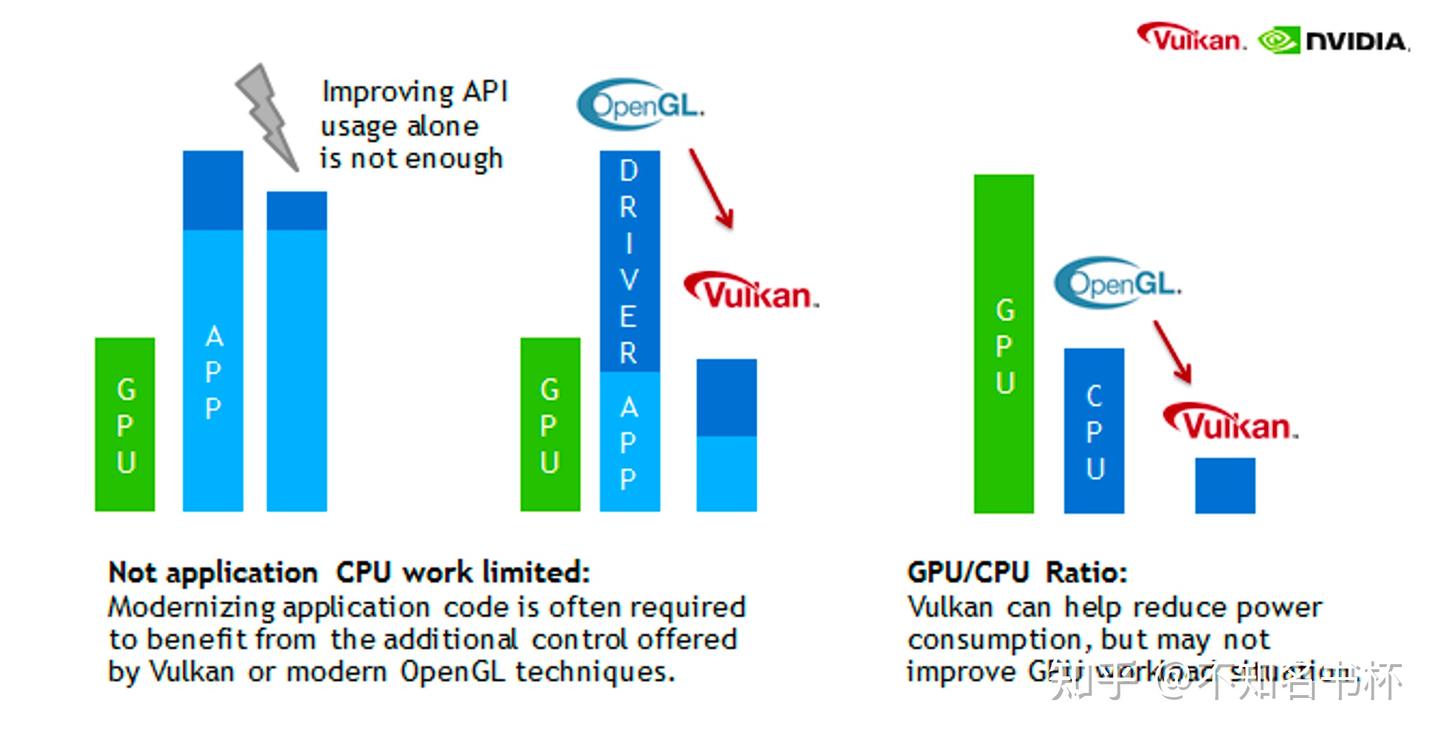 Vulkan.
NVIDIA.
Improving API
usage alone
is not enough
OpenGL.
Vulkan™
OpenGL.
Vulkan™
GPU
APP
GPU
DRIVER
APP
GPU
CPU
Not application CPU work limited:
Modernizing application code is often required
to benefit from the additional control offered
by Vulkan or modern OpenGL techniques.
GPU/CPU Ratio:
Vulkan can help reduce power
consumption, but may not
improve GPU workload situation.
知乎 @不知名书杯